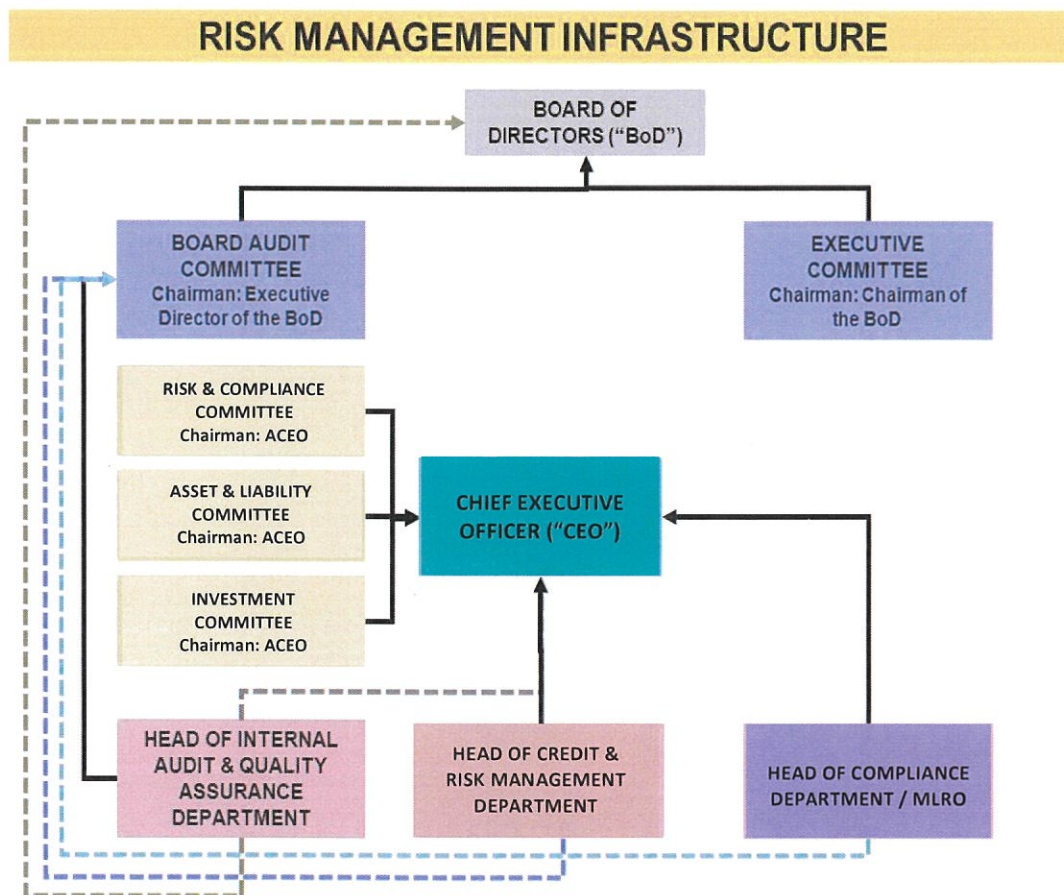 RISK MANAGEMENT INFRASTRUCTURE
BOARD OF
DIRECTORS ("BoD")
BOARD AUDIT
COMMITTEE
Chairman: Executive
Director of the BoD
EXECUTIVE
COMMITTEE
Chairman: Chairman of
the BoD
RISK & COMPLIANCE
COMMITTEE
Chairman: ACEO
ASSET & LIABILITY
COMMITTEE
Chairman: ACEO
CHIEF EXECUTIVE
OFFICER ("CEO")
INVESTMENT
COMMITTEE
Chairman: ACEO
HEAD OF INTERNAL
AUDIT & QUALITY
ASSURANCE
DEPARTMENT
HEAD OF CREDIT &
RISK MANAGEMENT
DEPARTMENT
HEAD OF COMPLIANCE
DEPARTMENT / MLRO